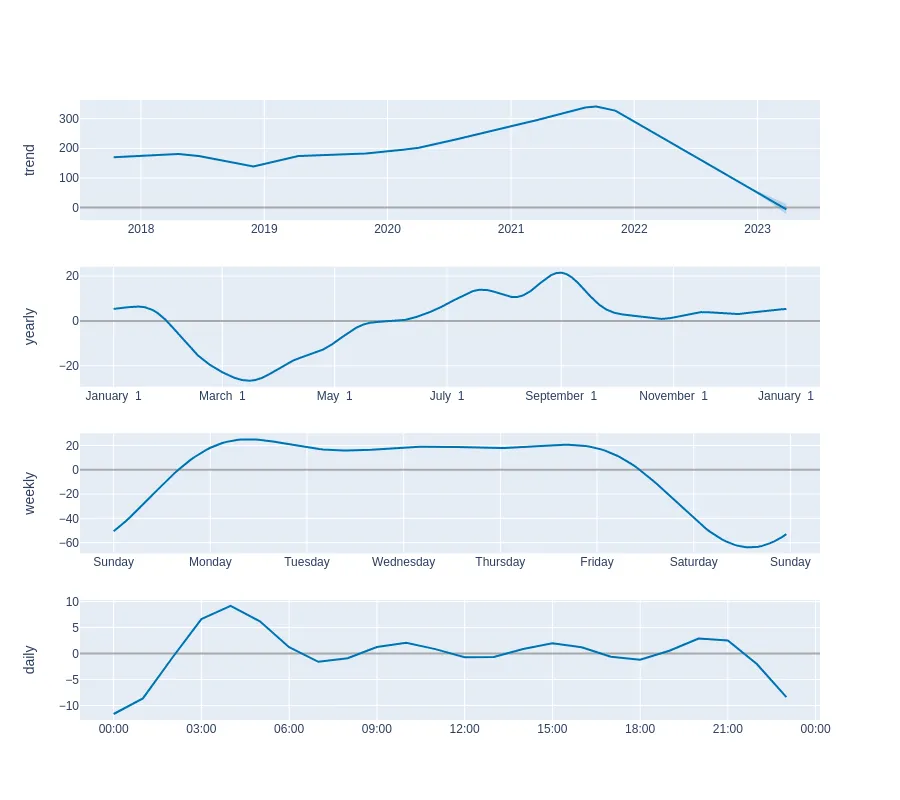 trend
300
200
100
0
2018 2019 2020 2021 2022 2023
yearly
20
0
−20
January 1 March 1 May 1 July 1 September 1 November 1 January 1
weekly
20
0
−20
−40
−60
Sunday Monday Tuesday Wednesday Thursday Friday Saturday Sunday
daily
10
5
0
−5
−10
00:00 03:00 06:00 09:00 12:00 15:00 18:00 21:00 00:00